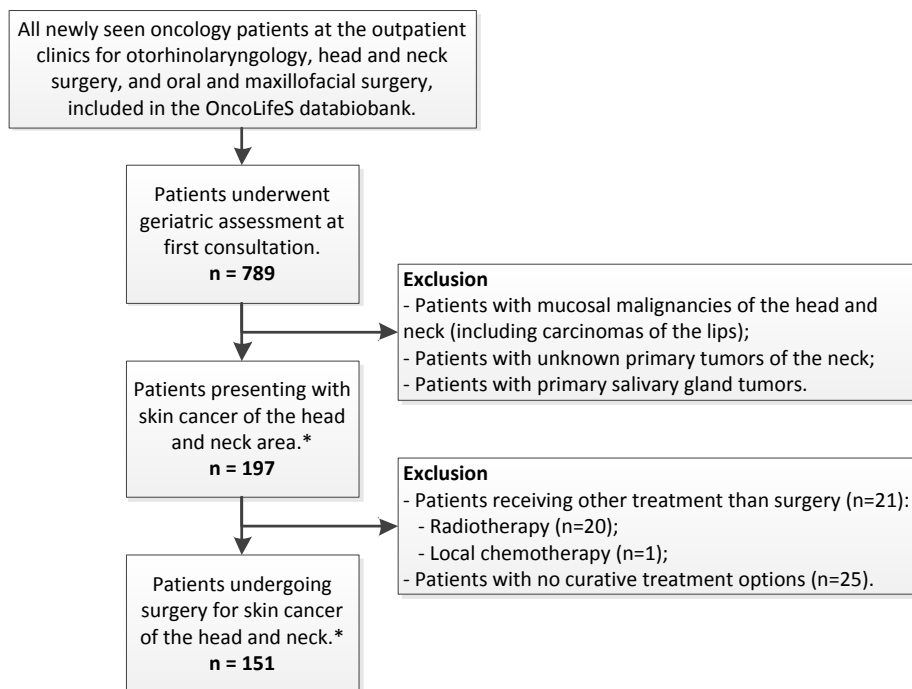 All newly seen oncology patients at the outpatient
clinics for otorhinolaryngology, head and neck
surgery, and oral and maxillofacial surgery,
included in the OncoLifeS databiobank.
Patients underwent
geriatric assessment at
first consultation.
n = 789
Exclusion
- Patients with mucosal malignancies of the head and
neck (including carcinomas of the lips);
- Patients with unknown primary tumors of the neck;
- Patients with primary salivary gland tumors.
Patients presenting with
skin cancer of the head
and neck area.*
n = 197
Exclusion
- Patients receiving other treatment than surgery (n=21):
- Radiotherapy (n=20);
- Local chemotherapy (n=1);
- Patients with no curative treatment options (n=25).
Patients undergoing
surgery for skin cancer
of the head and neck.*
n = 151